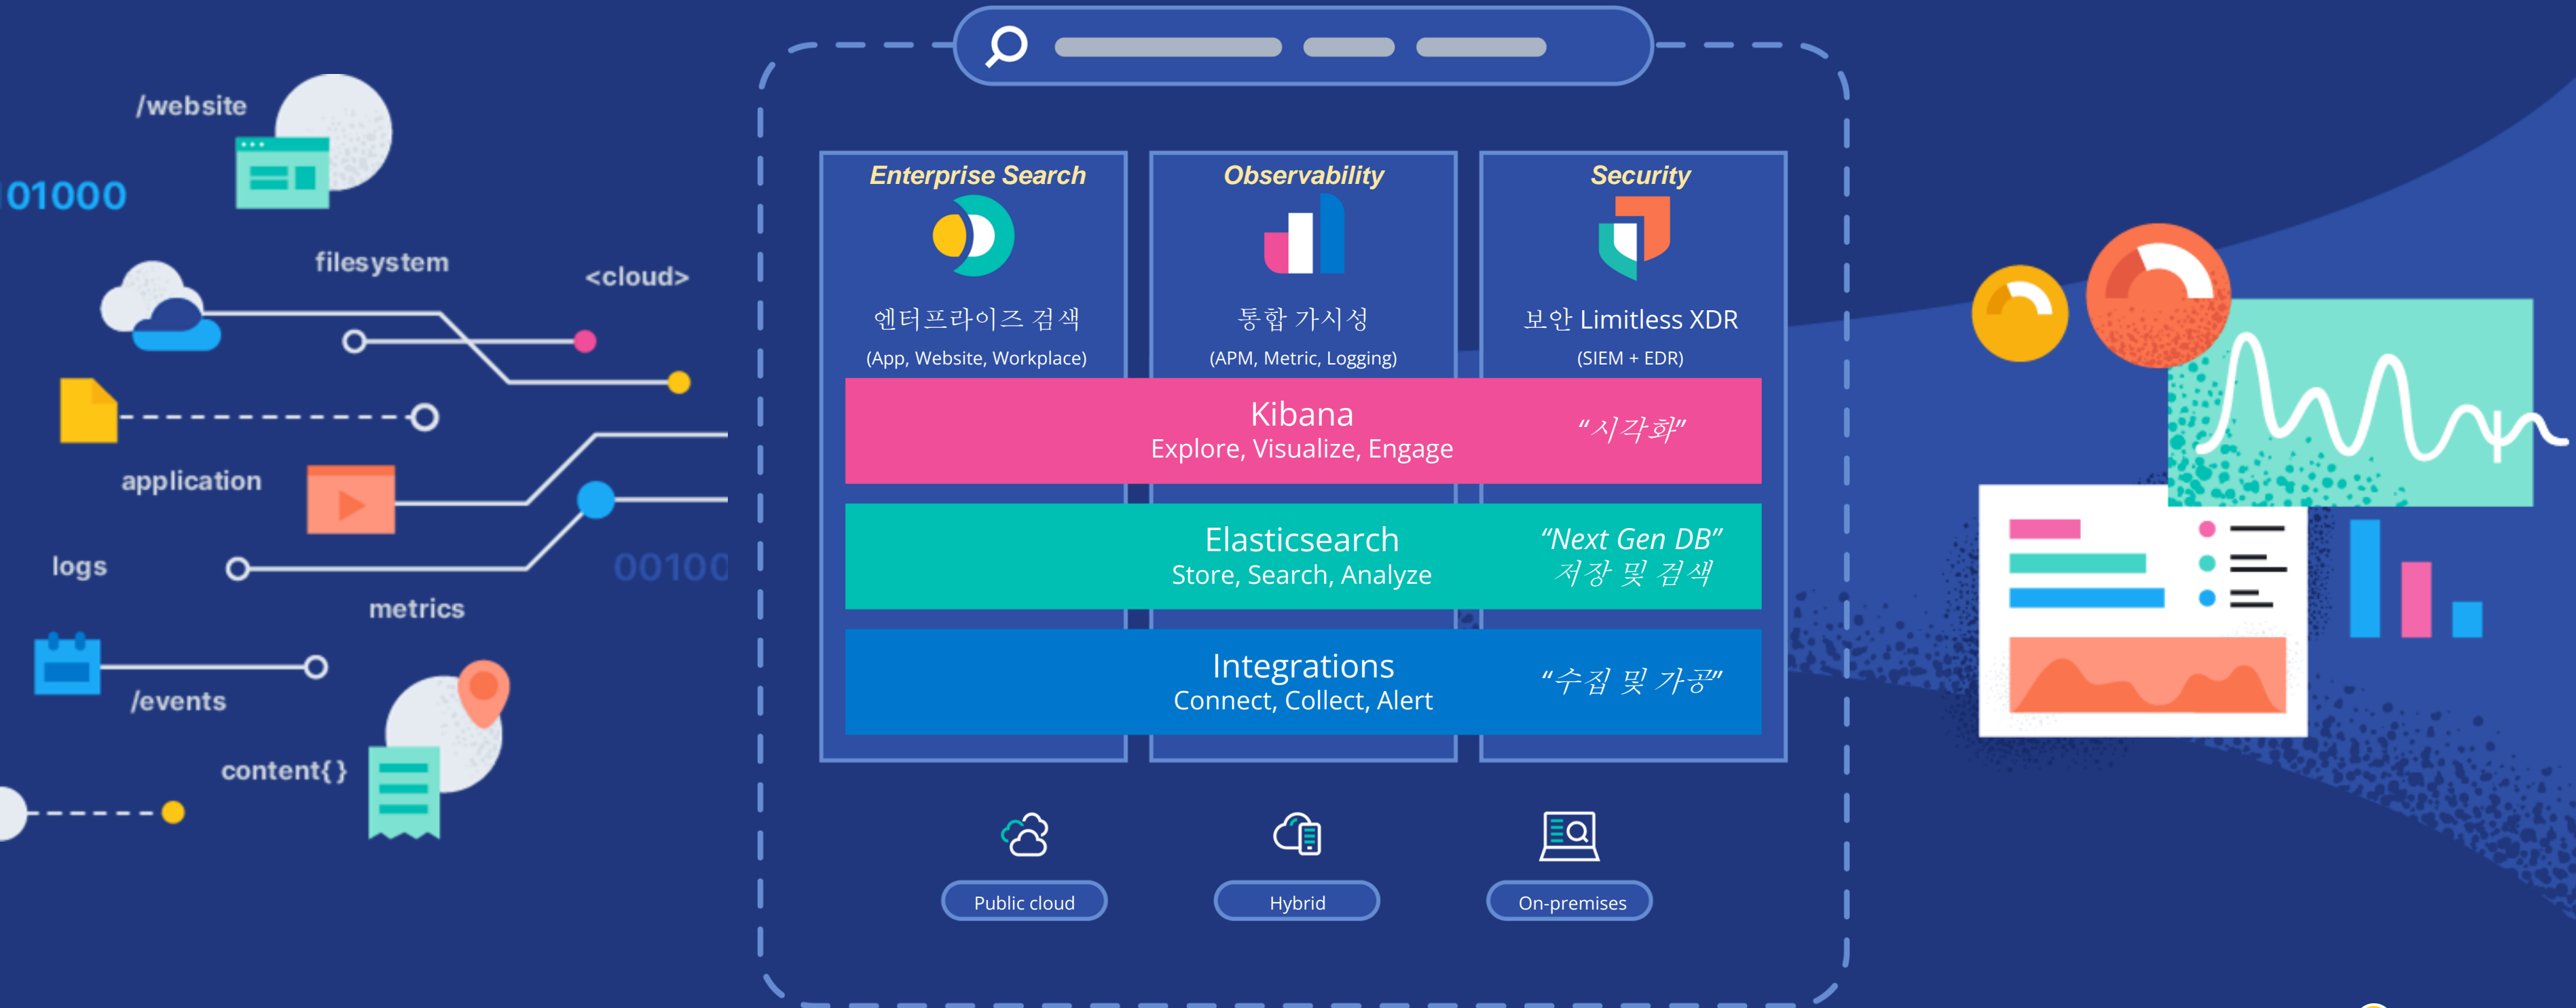 /website
101000
filesystem
<cloud>
application
logs
00100
metrics
/events
content{}
Enterprise Search
엔터프라이즈 검색
(App, Website, Workplace)
Observability
통합 가시성
(APM, Metric, Logging)
Security
보안 Limitless XDR
(SIEM + EDR)
Kibana
Explore, Visualize, Engage
“시각화”
Elasticsearch
Store, Search, Analyze
“Next Gen DB”
저장 및 검색
Integrations
Connect, Collect, Alert
“수집 및 가공”
Public cloud
Hybrid
On-premises